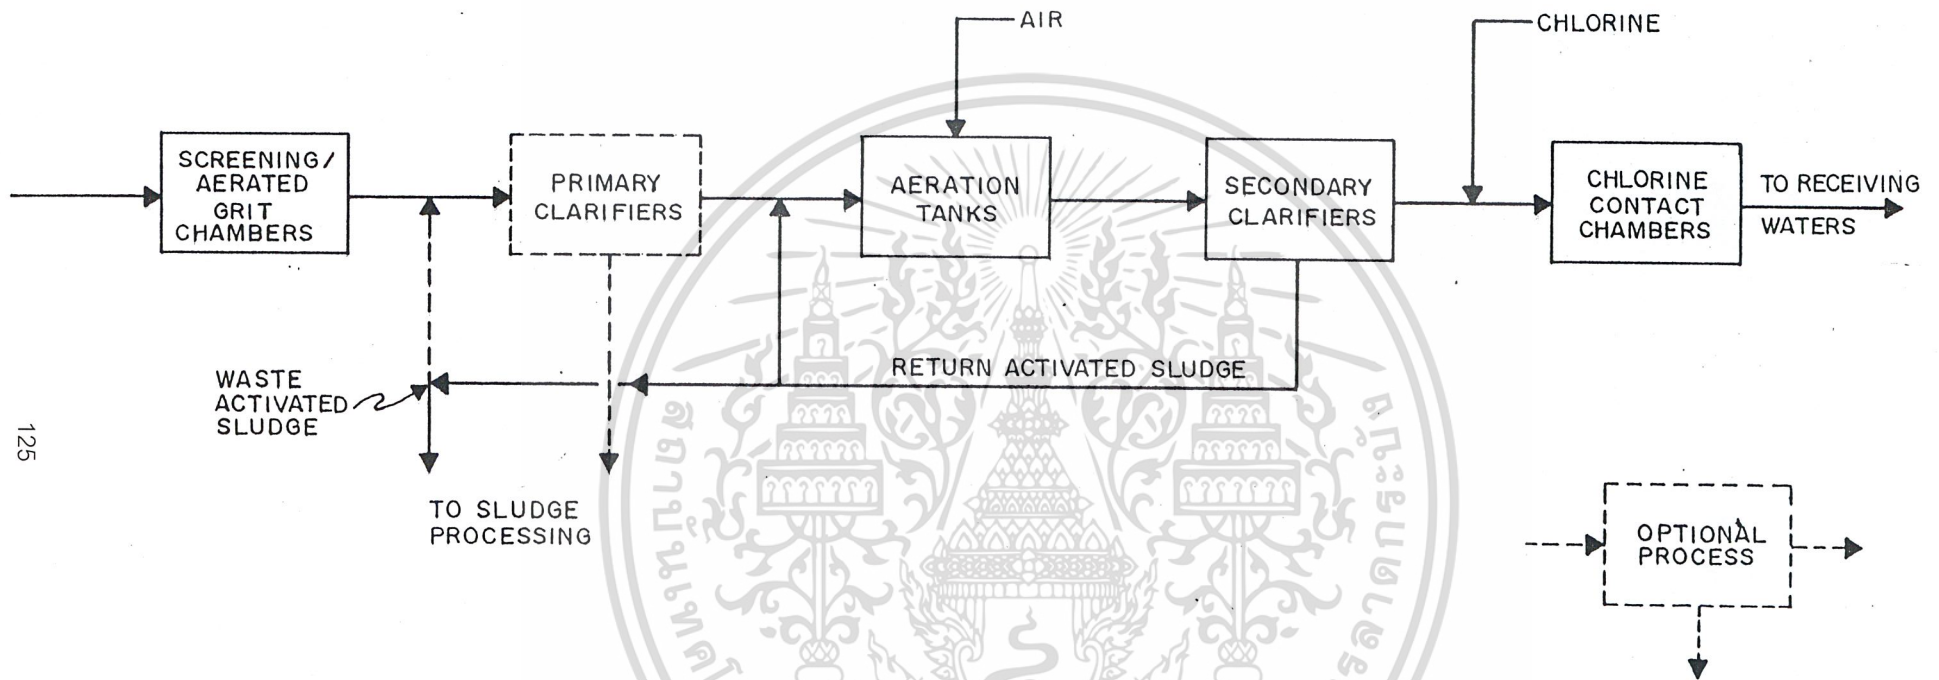 AIR
CHLORINE
SCREENING/
AERATED
GRIT
CHAMBERS
PRIMARY
CLARIFIERS
AERATION
TANKS
SECONDARY
CLARIFIERS
CHLORINE
CONTACT
CHAMBERS
TO RECEIVING
WATERS
RETURN ACTIVATED SLUDGE
WASTE
ACTIVATED
SLUDGE
TO SLUDGE
PROCESSING
OPTIONAL
PROCESS
125